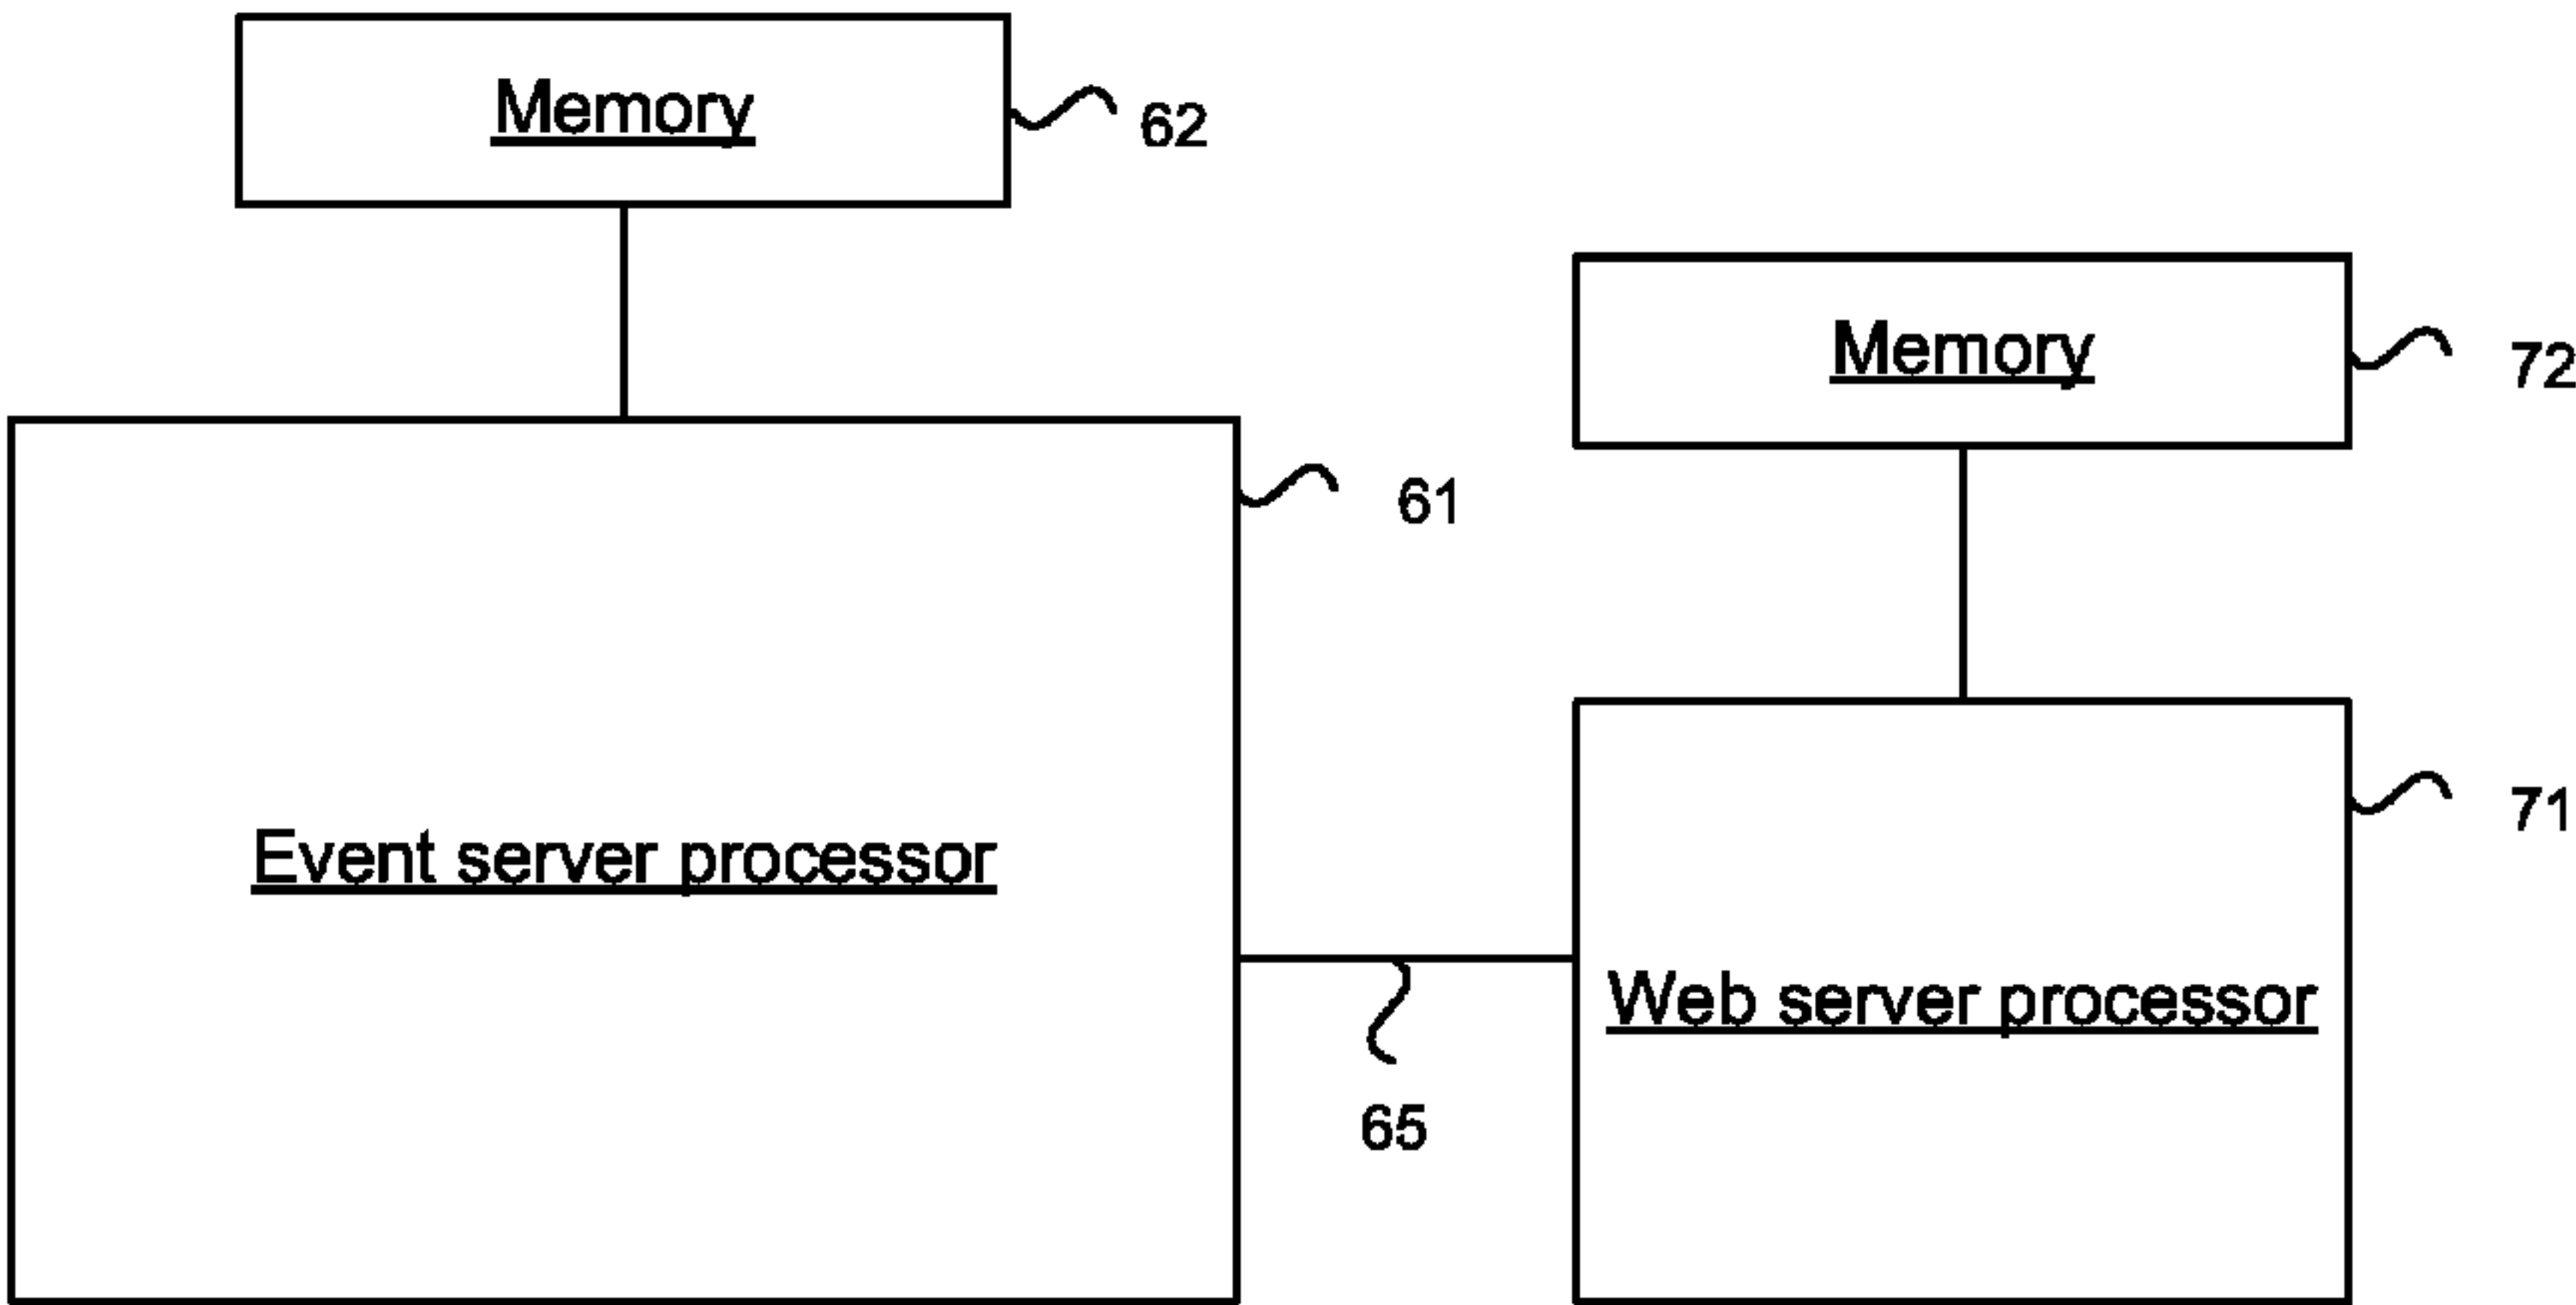 Memory
62
Memory
72
61
Event server processor
71
Web server processor
65